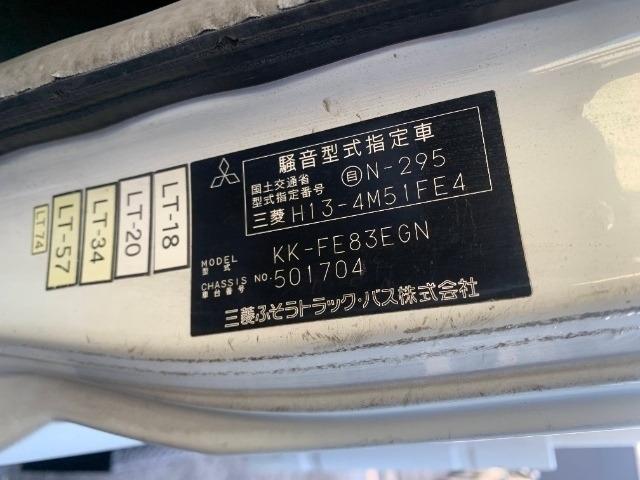 騒音型式指定車
国土交通省
型式指定番号
自N-295
三菱 H13-4M51FE4
MODEL
型式
KK-FE83EGN
CHASSIS NO.
車台番号
501704
三菱ふそうトラック・バス株式会社
LT74
LT-57
LT-34
LT-20
LT-18